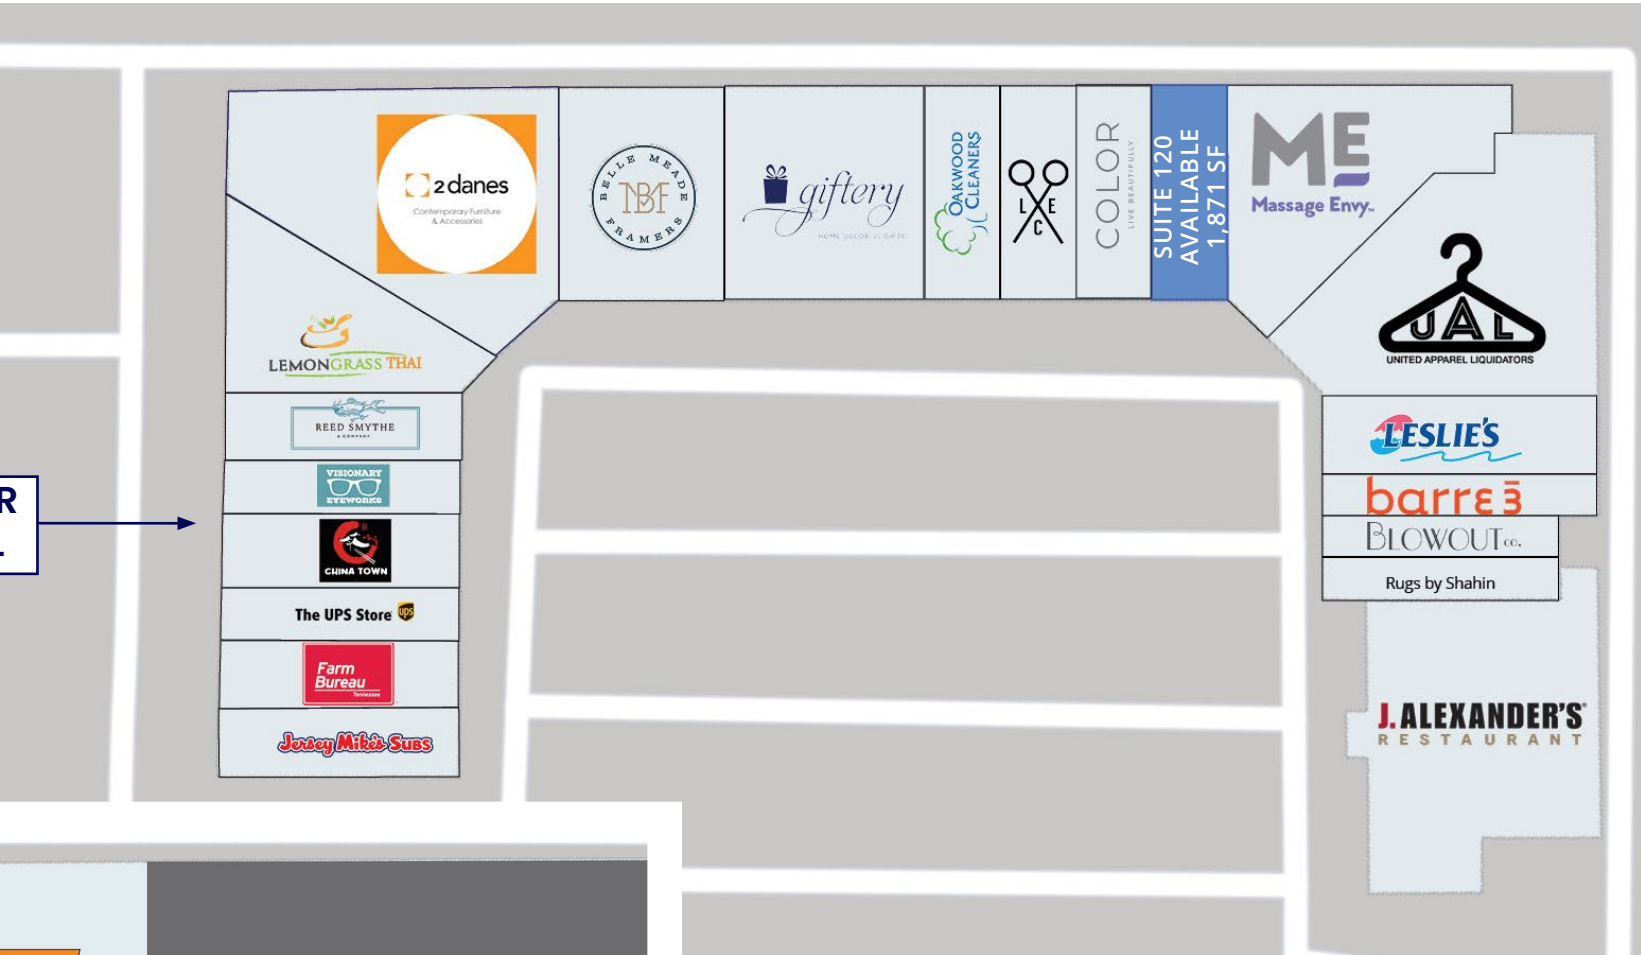 2danes
Contemporary Furniture
& Accessories
BELLE MEADE
NBF
FRAMERS
giftery
HOME DECOR
GIFTS
OAKWOOD
CLEANERS
L E
C
COLOR
LIVE BEAUTIFULLY
SUITE 120
AVAILABLE
1,871 SF
ME
Massage Envy
UAL
UNITED APPAREL LIQUIDATORS
LEMONGRASS THAI
REED SMYTHE
& COMPANY
VISIONARY
EYEWORKS
R
CHINA TOWN
The UPS Store ups
Farm
Bureau
Tennessee
Jersey Mike's Subs
LESLIE'S
barre3
BLOWOUT co.
Rugs by Shahin
J. ALEXANDER'S
RESTAURANT